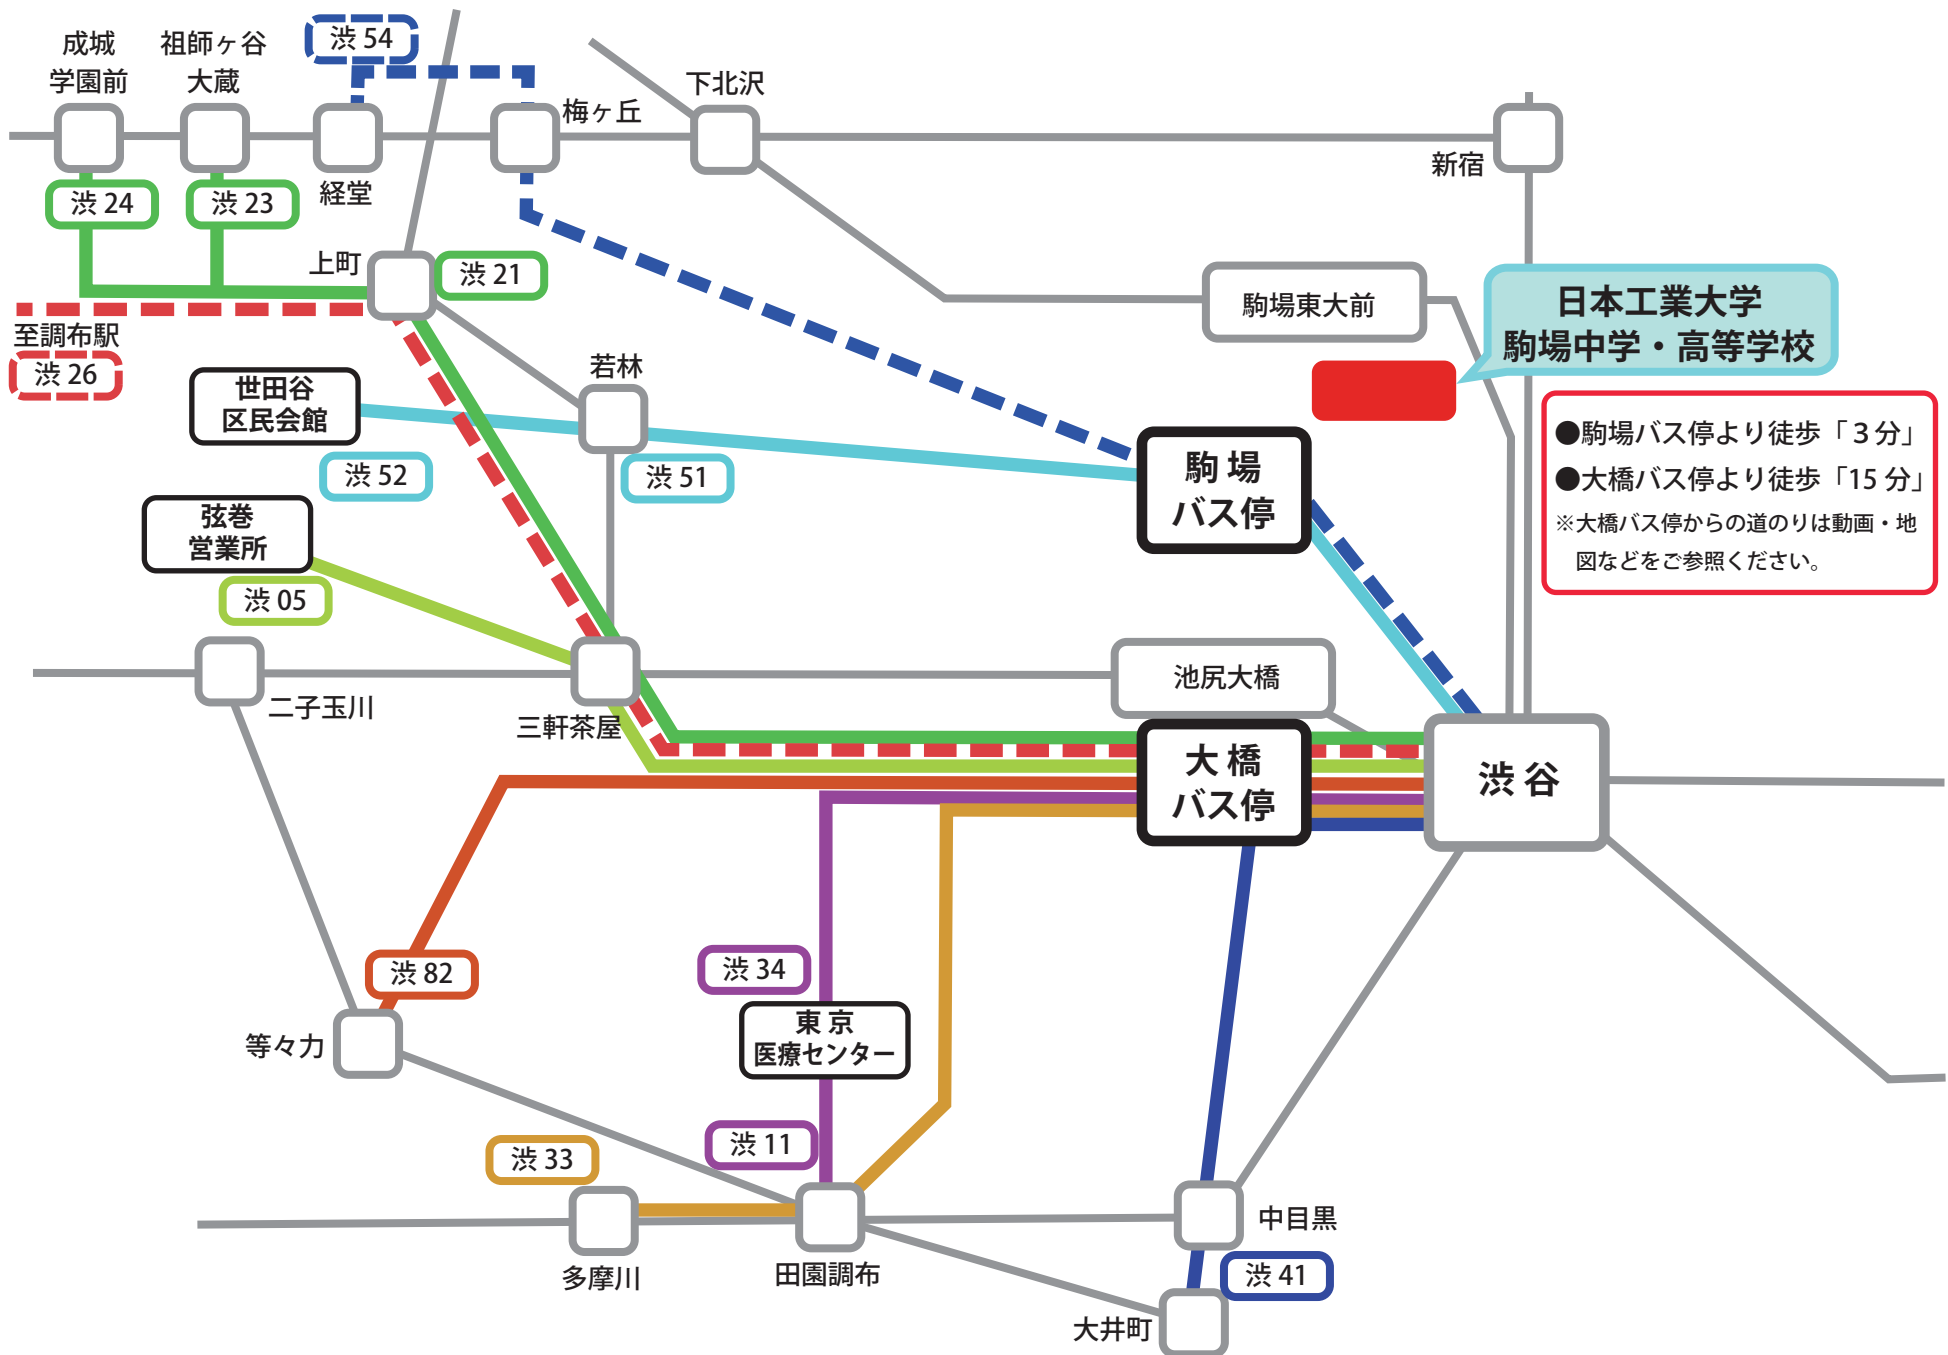 渋 54
成城
学園前
祖師ヶ谷
大蔵
下北沢
梅ヶ丘
新宿
経堂
渋 24
渋 23
上町
渋 21
駒場東大前
日本工業大学
駒場中学・高等学校
至調布駅
渋 26
若林
世田谷
区民会館
渋 52
渋 51
駒 場
バス停
●駒場バス停より徒歩「3 分」
●大橋バス停より徒歩「15 分」
※大橋バス停からの道のりは動画・地
図などをご参照ください。
弦巻
営業所
渋 05
二子玉川
三軒茶屋
池尻大橋
大 橋
バス停
渋 谷
渋 82
渋 34
等々力
東 京
医療センター
渋 33
渋 11
多摩川
田園調布
中目黒
渋 41
大井町